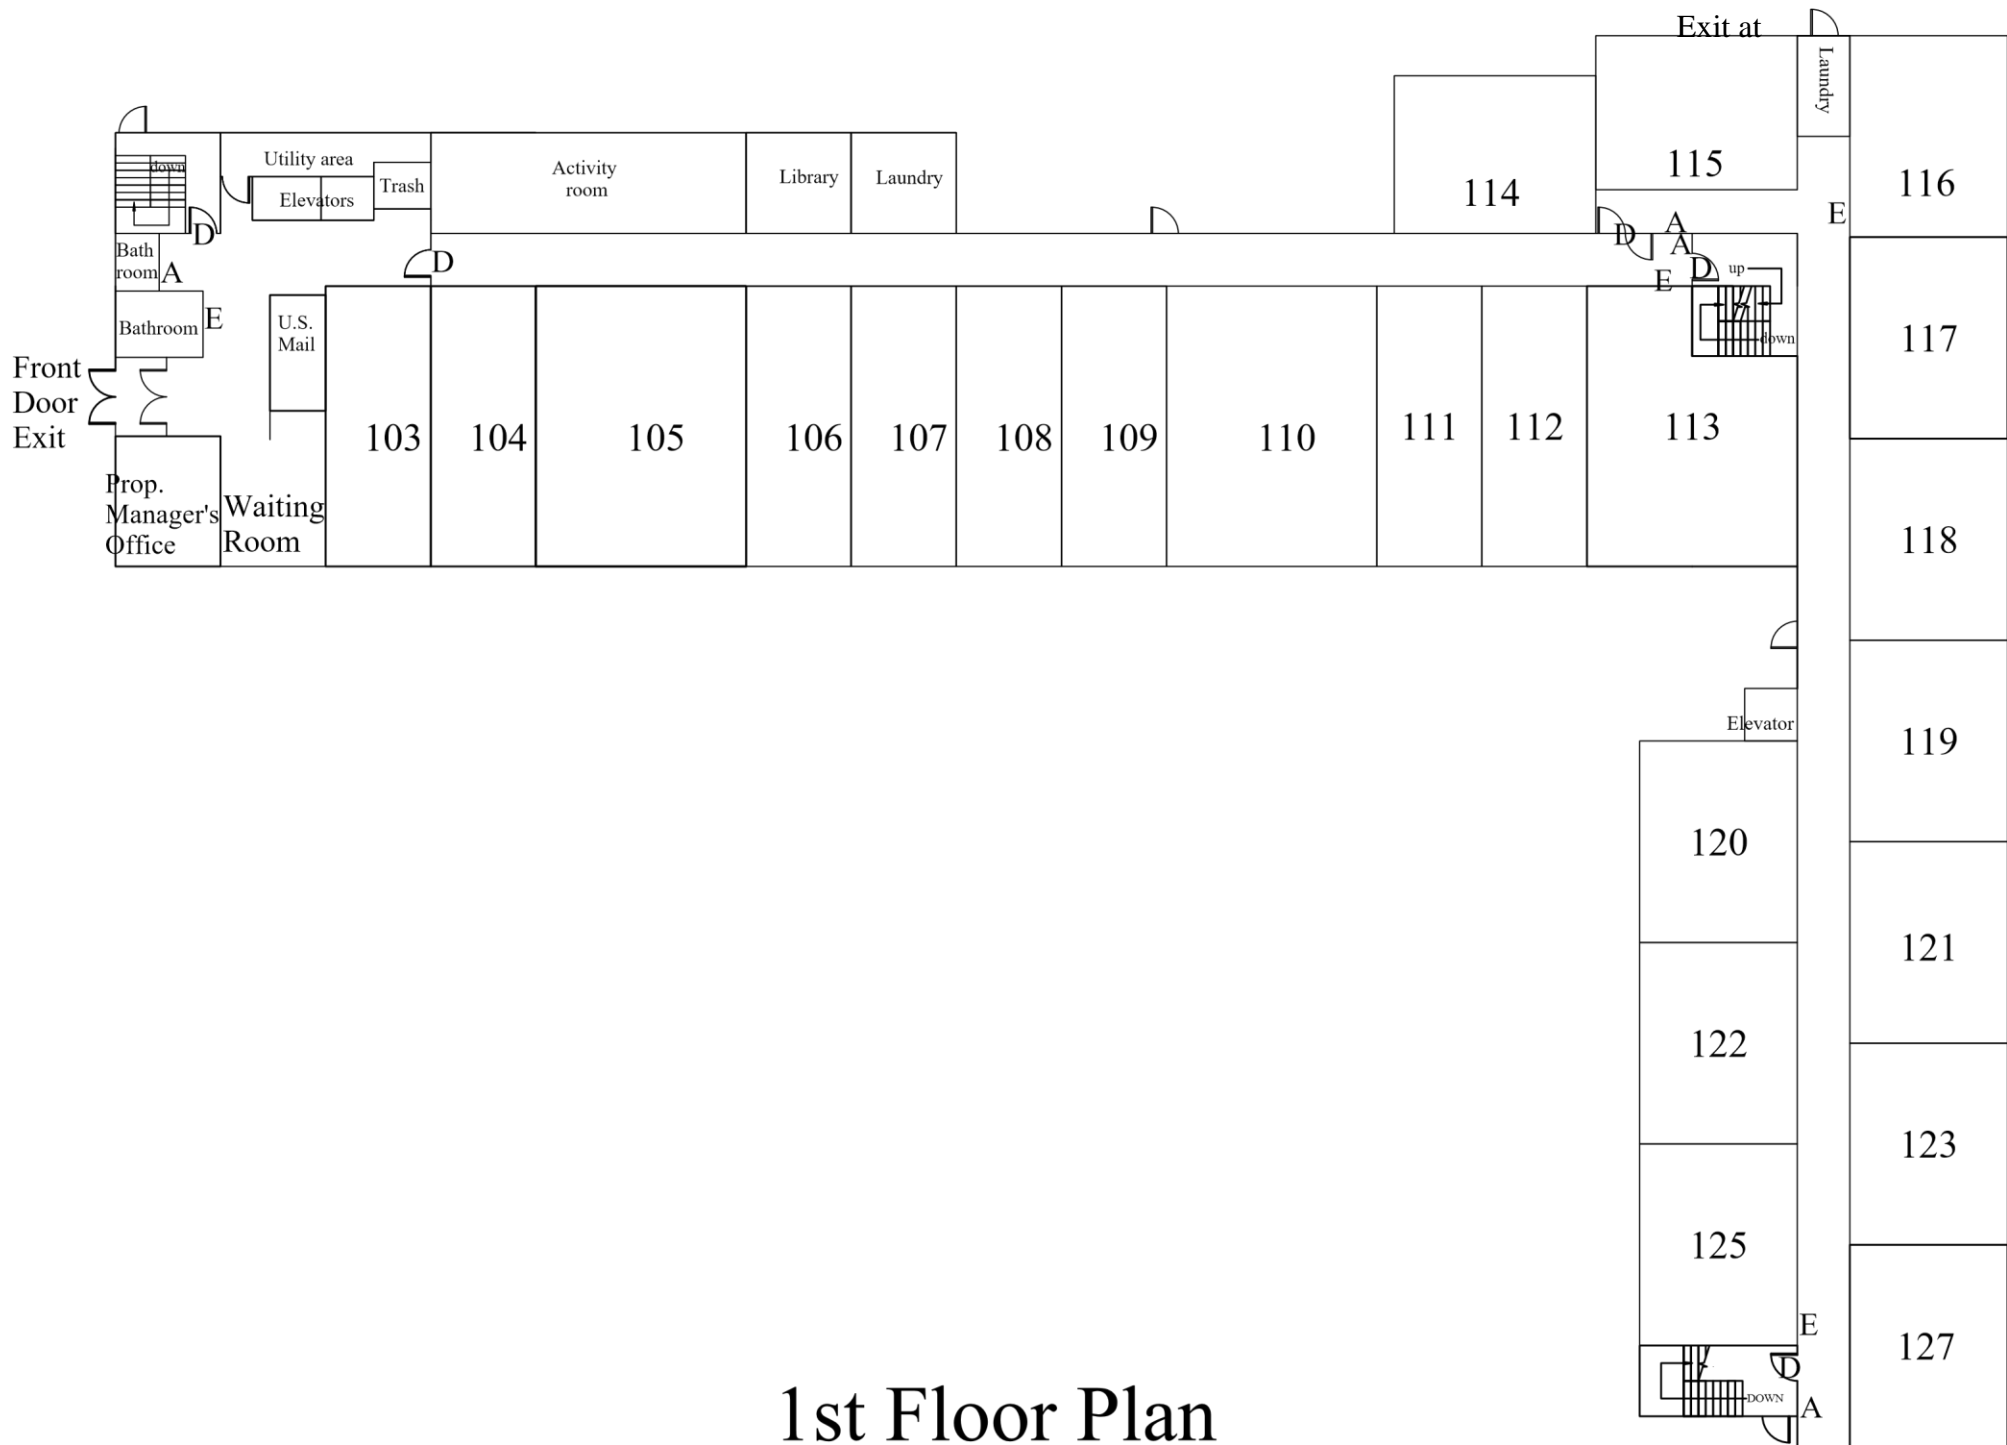 Exit at
Laundry
down
Utility area
Elevators
Trash
Activity
room
Library
Laundry
114
115
116
D
Bath
room
A
D
D
A
A
E
D
up
E
down
Bathroom
E
U.S.
Mail
117
Front
Door
Exit
103
104
105
106
107
108
109
110
111
112
113
Prop.
Manager's
Office
Waiting
Room
118
Elevator
119
120
121
122
123
125
E
127
D
DOWN
A
1st Floor Plan